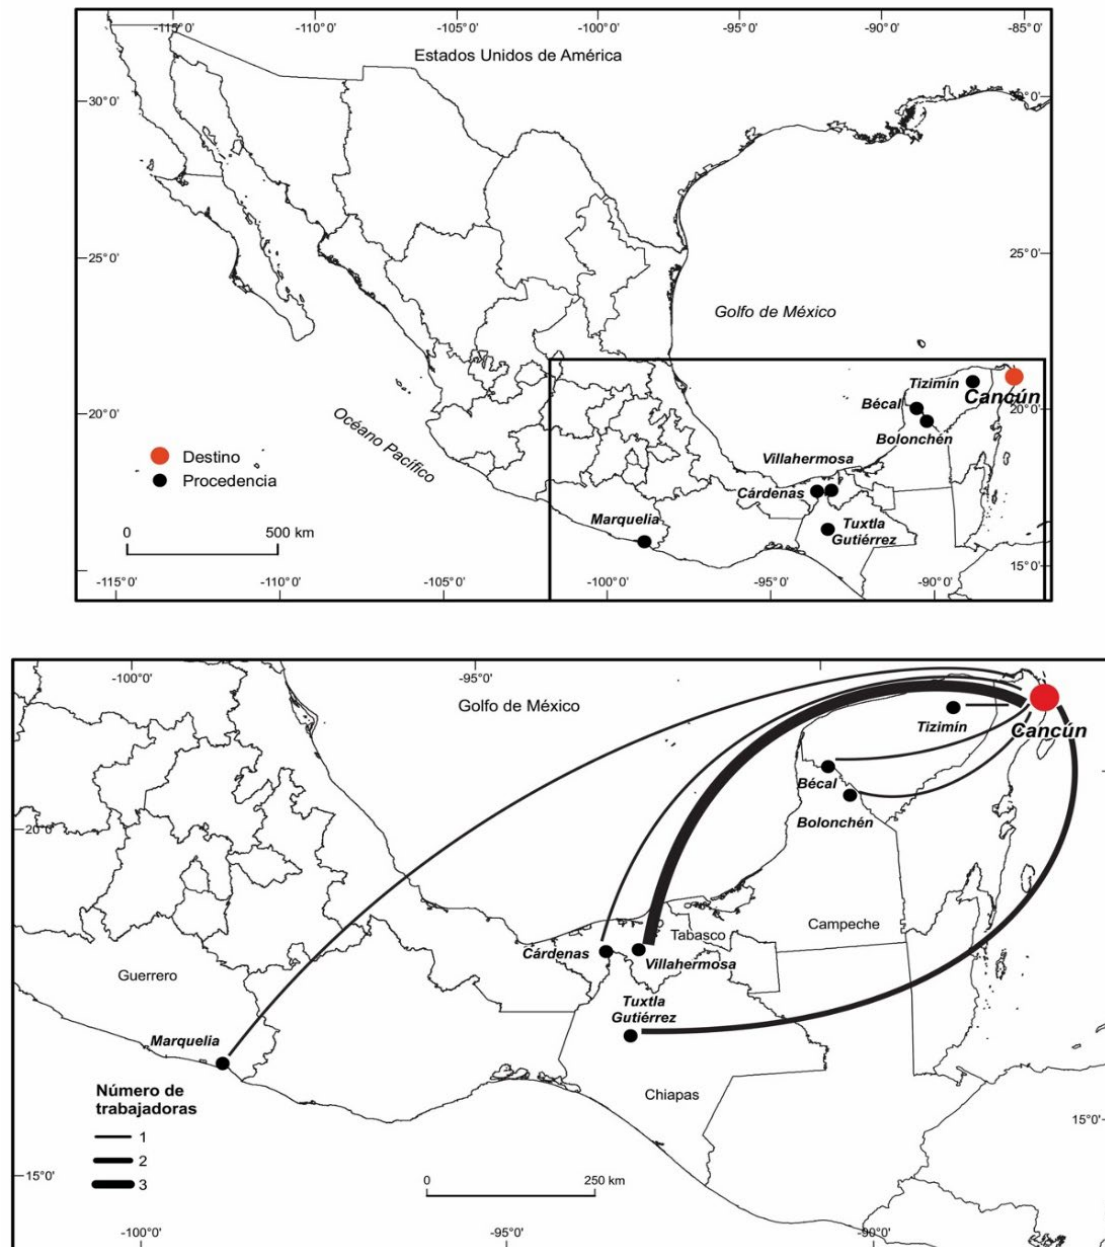 -115° 0'
-110° 0'
-105° 0'
-100° 0'
-95° 0'
-90° 0'
-85° 0'
Estados Unidos de América
30° 0'
25° 0'
25° 0'
Golfo de México
Tizimín
Cancún
Bécal
20° 0'
20° 0'
Bolonchén
Océano Pacífico
Destino
Procedencia
Villahermosa
Cárdenas
Marquelia
Tuxtla
Gutiérrez
0
500 km
15° 0'
-115° 0'
-110° 0'
-105° 0'
-100° 0'
-95° 0'
-90° 0'
-100° 0'
-95° 0'
Golfo de México
Tizimín
Cancún
Bécal
Bolonchén
20° 0'
Campeche
Tabasco
Cárdenas
Villahermosa
Guerrero
Tuxtla
Gutiérrez
Marquelia
Número de
trabajadoras
1
2
3
Chiapas
15° 0'
-15° 0'
0
250 km
-100° 0'
-95° 0'
-90° 0'